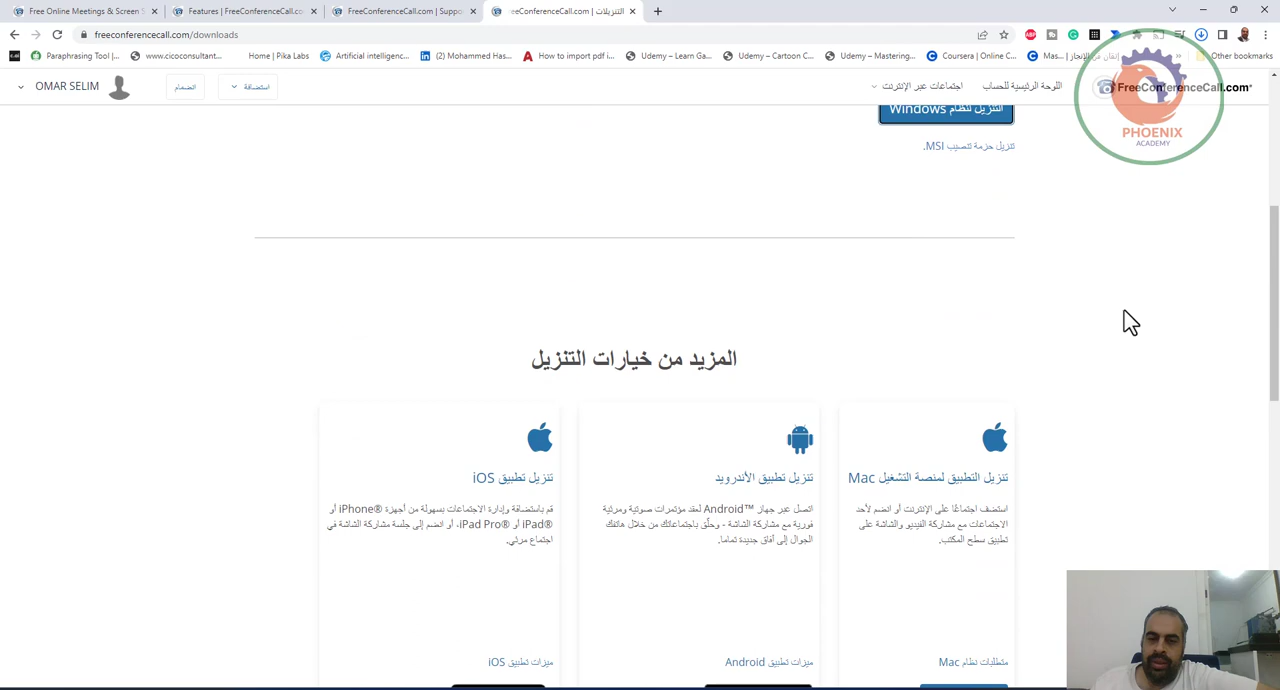 Free Online Meetings & Screen S
Features | FreeConferenceCall.co
FreeConferenceCall.com | Suppo
التنزيلات | FreeConferenceCall.com
freeconferencecall.com/downloads
Paraphrasing Tool |...
www.cicoconsultant...
Home | Pika Labs
Artificial intelligenc...
(2) Mohammed Has...
How to import pdf i...
Udemy – Learn Ga...
Udemy – Cartoon C...
Udemy – Mastering...
Coursera | Online C...
Other bookmarks
OMAR SELIM
انضمام
استضافة
اجتماعات عبر الإنترنت
اللوحة الرئيسية للحساب
FreeConferenceCall.com
PHOENIX
ACADEMY
التنزيل لنظام Windows
تنزيل حزمة تنصيب MSI.
المزيد من خيارات التنزيل
تنزيل التطبيق لمنصة التشغيل Mac
استضف اجتماعًا على الإنترنت أو انضم لأحد
الاجتماعات مع مشاركة الفيديو والشاشة على
تطبيق سطح المكتب.
متطلبات نظام Mac
تنزيل تطبيق الأندرويد
اتصل عبر جهاز Android™ لعقد مؤتمرات صوتية ومرئية
فورية مع مشاركة الشاشة - وحلّق باجتماعاتك من خلال هاتفك
الجوال إلى آفاق جديدة تماما.
ميزات تطبيق Android
تنزيل تطبيق iOS
قم باستضافة وإدارة الاجتماعات بسهولة من أجهزة iPhone® أو
iPad® أو iPad Pro®، أو انضم إلى جلسة مشاركة الشاشة في
اجتماع مرئي.
ميزات تطبيق iOS